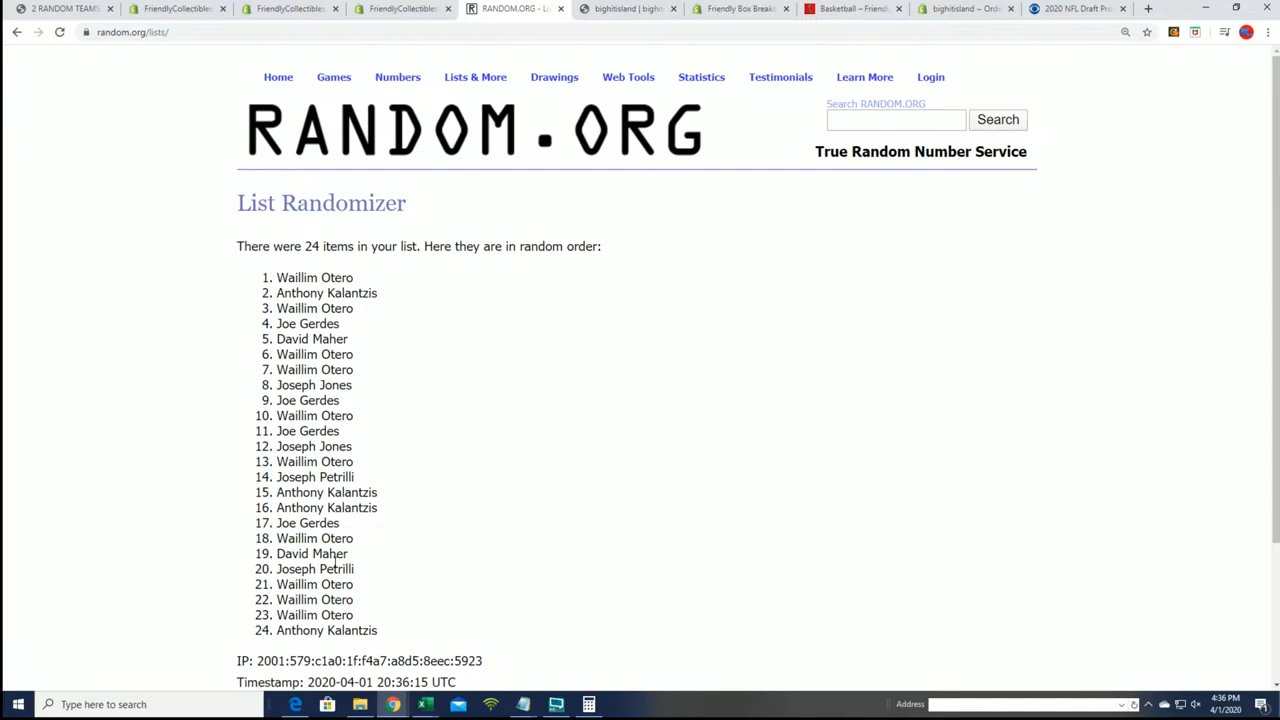 2 RANDOM TEAMS
FriendlyCollectibles
FriendlyCollectibles
FriendlyCollectibles
RANDOM.ORG - Li
bighitisland | bighit
Friendly Box Breaks
Basketball – Friendl
bighitisland ~ Orde
2020 NFL Draft Pro
random.org/lists/
Home Games Numbers Lists & More Drawings Web Tools Statistics Testimonials Learn More Login
RANDOM.ORG
Search RANDOM.ORG
Search
True Random Number Service
List Randomizer
There were 24 items in your list. Here they are in random order:
1. Waillim Otero
2. Anthony Kalantzis
3. Waillim Otero
4. Joe Gerdes
5. David Maher
6. Waillim Otero
7. Waillim Otero
8. Joseph Jones
9. Joe Gerdes
10. Waillim Otero
11. Joe Gerdes
12. Joseph Jones
13. Waillim Otero
14. Joseph Petrilli
15. Anthony Kalantzis
16. Anthony Kalantzis
17. Joe Gerdes
18. Waillim Otero
19. David Maher
20. Joseph Petrilli
21. Waillim Otero
22. Waillim Otero
23. Waillim Otero
24. Anthony Kalantzis
IP: 2001:579:c1a0:1f:f4a7:a8d5:8eec:5923
Timestamp: 2020-04-01 20:36:15 UTC
Type here to search
Address
4:36 PM
4/1/2020